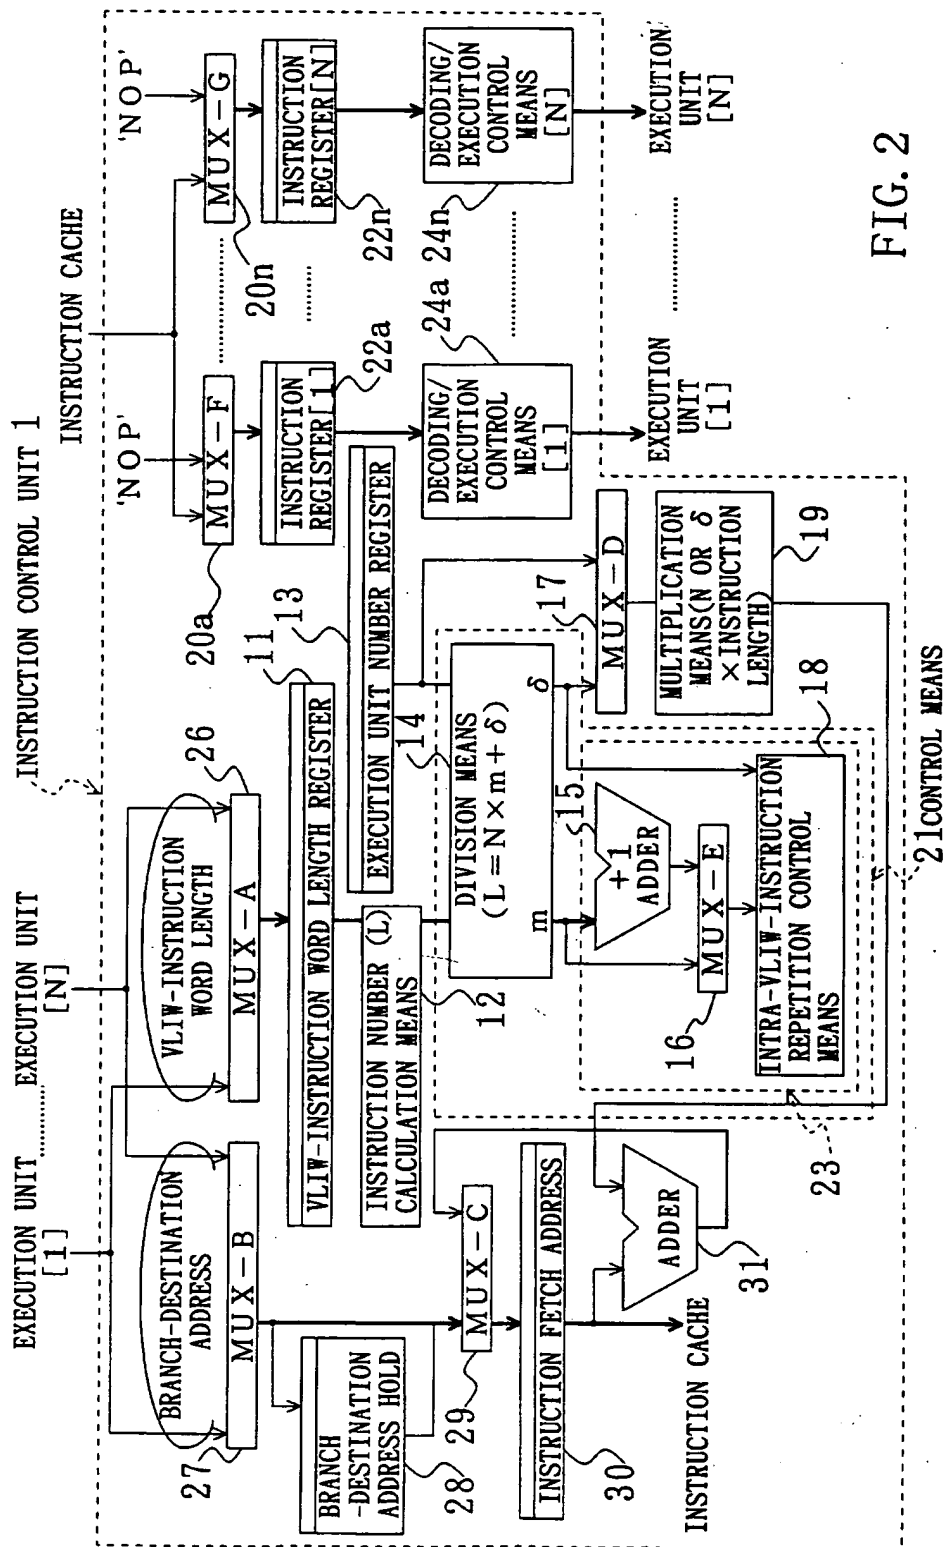 INSTRUCTION CONTROL UNIT 1
EXECUTION UNIT
[1]
EXECUTION UNIT
[N]
INSTRUCTION CACHE
BRANCH-DESTINATION
ADDRESS
27
MUX-B
VLIW-INSTRUCTION
WORD LENGTH
26
MUX-A
'NOP'
20a
MUX-F
'NOP'
20n
MUX-G
INSTRUCTION
REGISTER[1]
22a
INSTRUCTION
REGISTER[N]
22n
11
VLIW-INSTRUCTION WORD LENGTH REGISTER
13
EXECUTION UNIT NUMBER REGISTER
BRANCH
-DESTINATION
ADDRESS HOLD
28
INSTRUCTION NUMBER (L)
CALCULATION MEANS
12
14
DIVISION MEANS
(L=N×m+δ)
m
δ
DECODING/
EXECUTION
CONTROL
MEANS
[1]
24a
DECODING/
EXECUTION
CONTROL
MEANS
[N]
24n
29
MUX-C
30
INSTRUCTION FETCH ADDRESS
15
+1
ADDER
16
MUX-E
17
MUX-D
EXECUTION
UNIT
[1]
EXECUTION
UNIT
[N]
MULTIPLICATION
MEANS(N OR δ
×INSTRUCTION
LENGTH)
19
ADDER
31
INTRA-VLIW-INSTRUCTION
REPETITION CONTROL
MEANS
18
23
21CONTROL MEANS
INSTRUCTION CACHE
FIG. 2